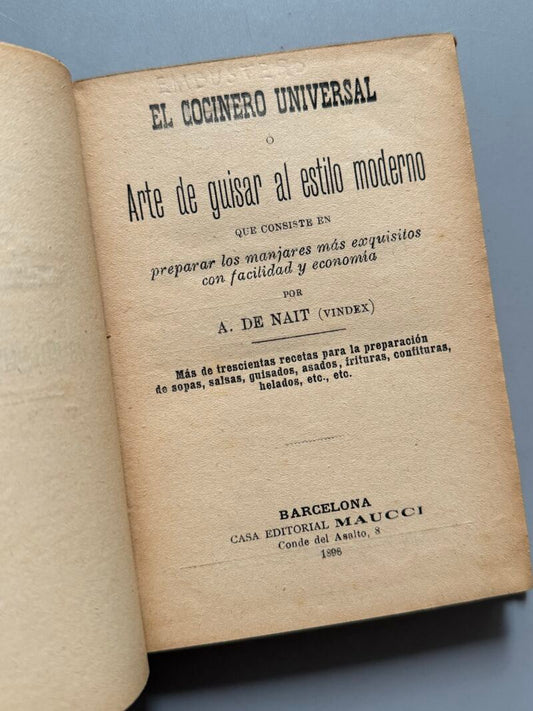 EMBUSTERO
EL COCINERO UNIVERSAL
Ó
Arte de guisar al estilo moderno
QUE CONSISTE EN
preparar los manjares más exquisitos
con facilidad y economía
POR
A. DE NAIT (VINDEX)
Más de trescientas recetas para la preparación
de sopas, salsas, guisados, asados, frituras, confituras,
helados, etc., etc.
BARCELONA
CASA EDITORIAL MAUCCI
Conde del Asalto, 8
1898